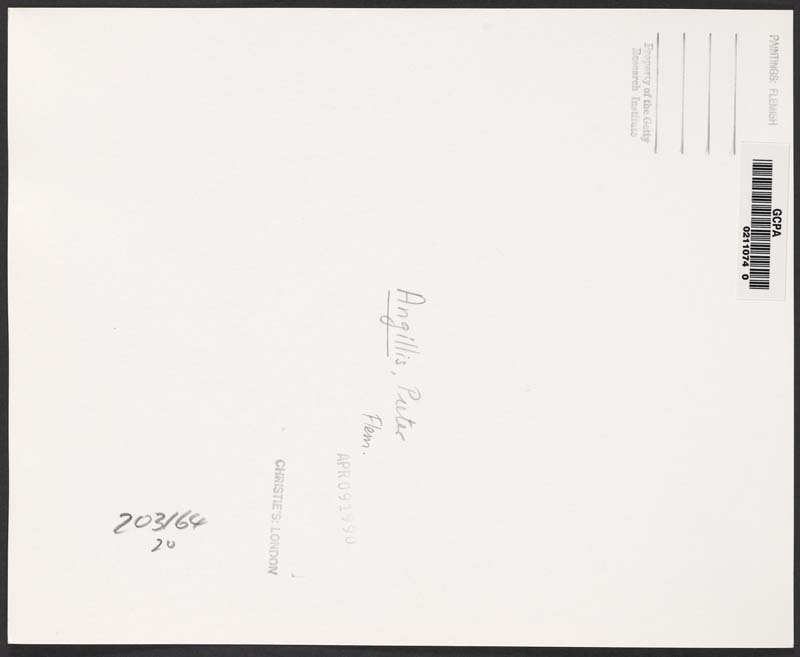 PAINTINGS: FLEMISH
Property of the Getty
Research Institute
GCPA
0211074 0
Angillis, Pieter
Flem.
APR 09 1990
CHRISTIE'S: LONDON
203/64
20